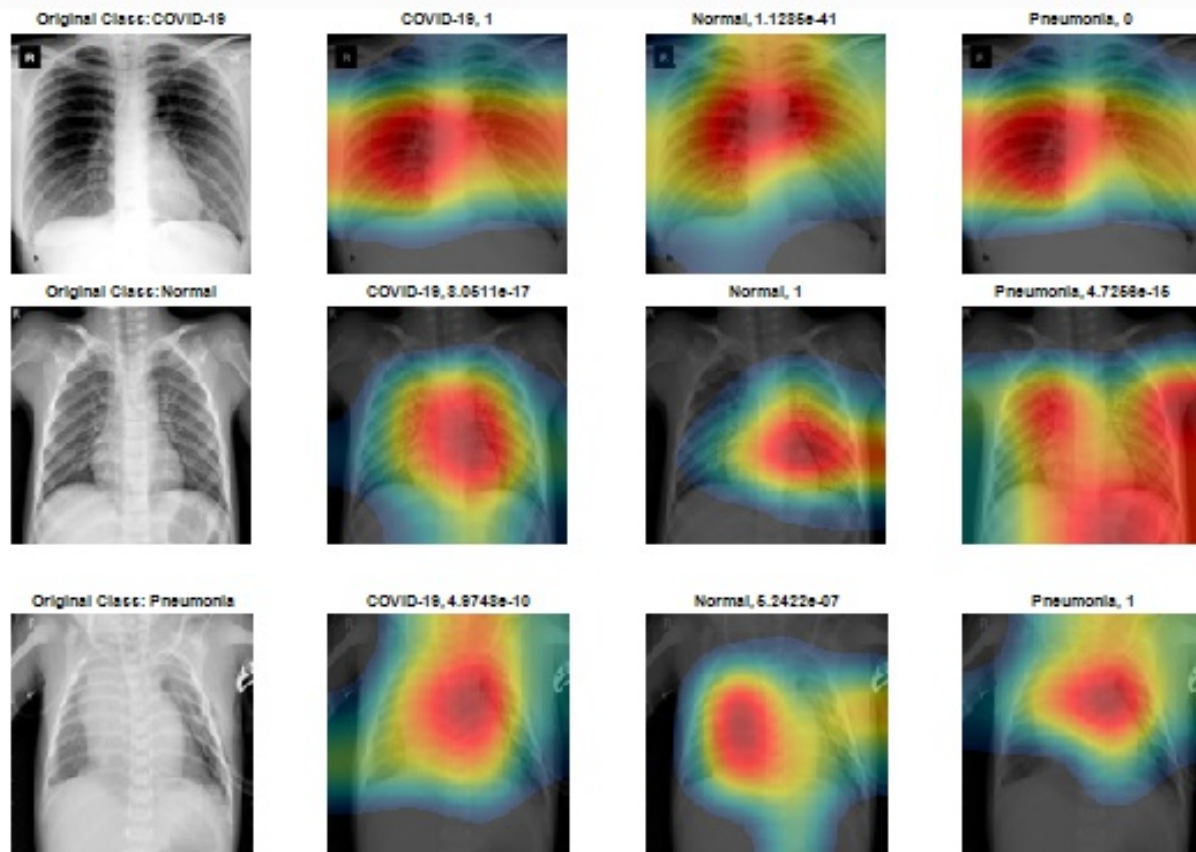 Original Class: COVID-19
COVID-19, 1
Normal, 1.1285e-41
Pneumonia, 0
R
R
R
R
Original Class: Normal
COVID-19, 3.0511e-17
Normal, 1
Pneumonia, 4.7256e-15
R
Original Class: Pneumonia
COVID-19, 4.9743e-10
Normal, 5.2422e-07
Pneumonia, 1
R
R
R